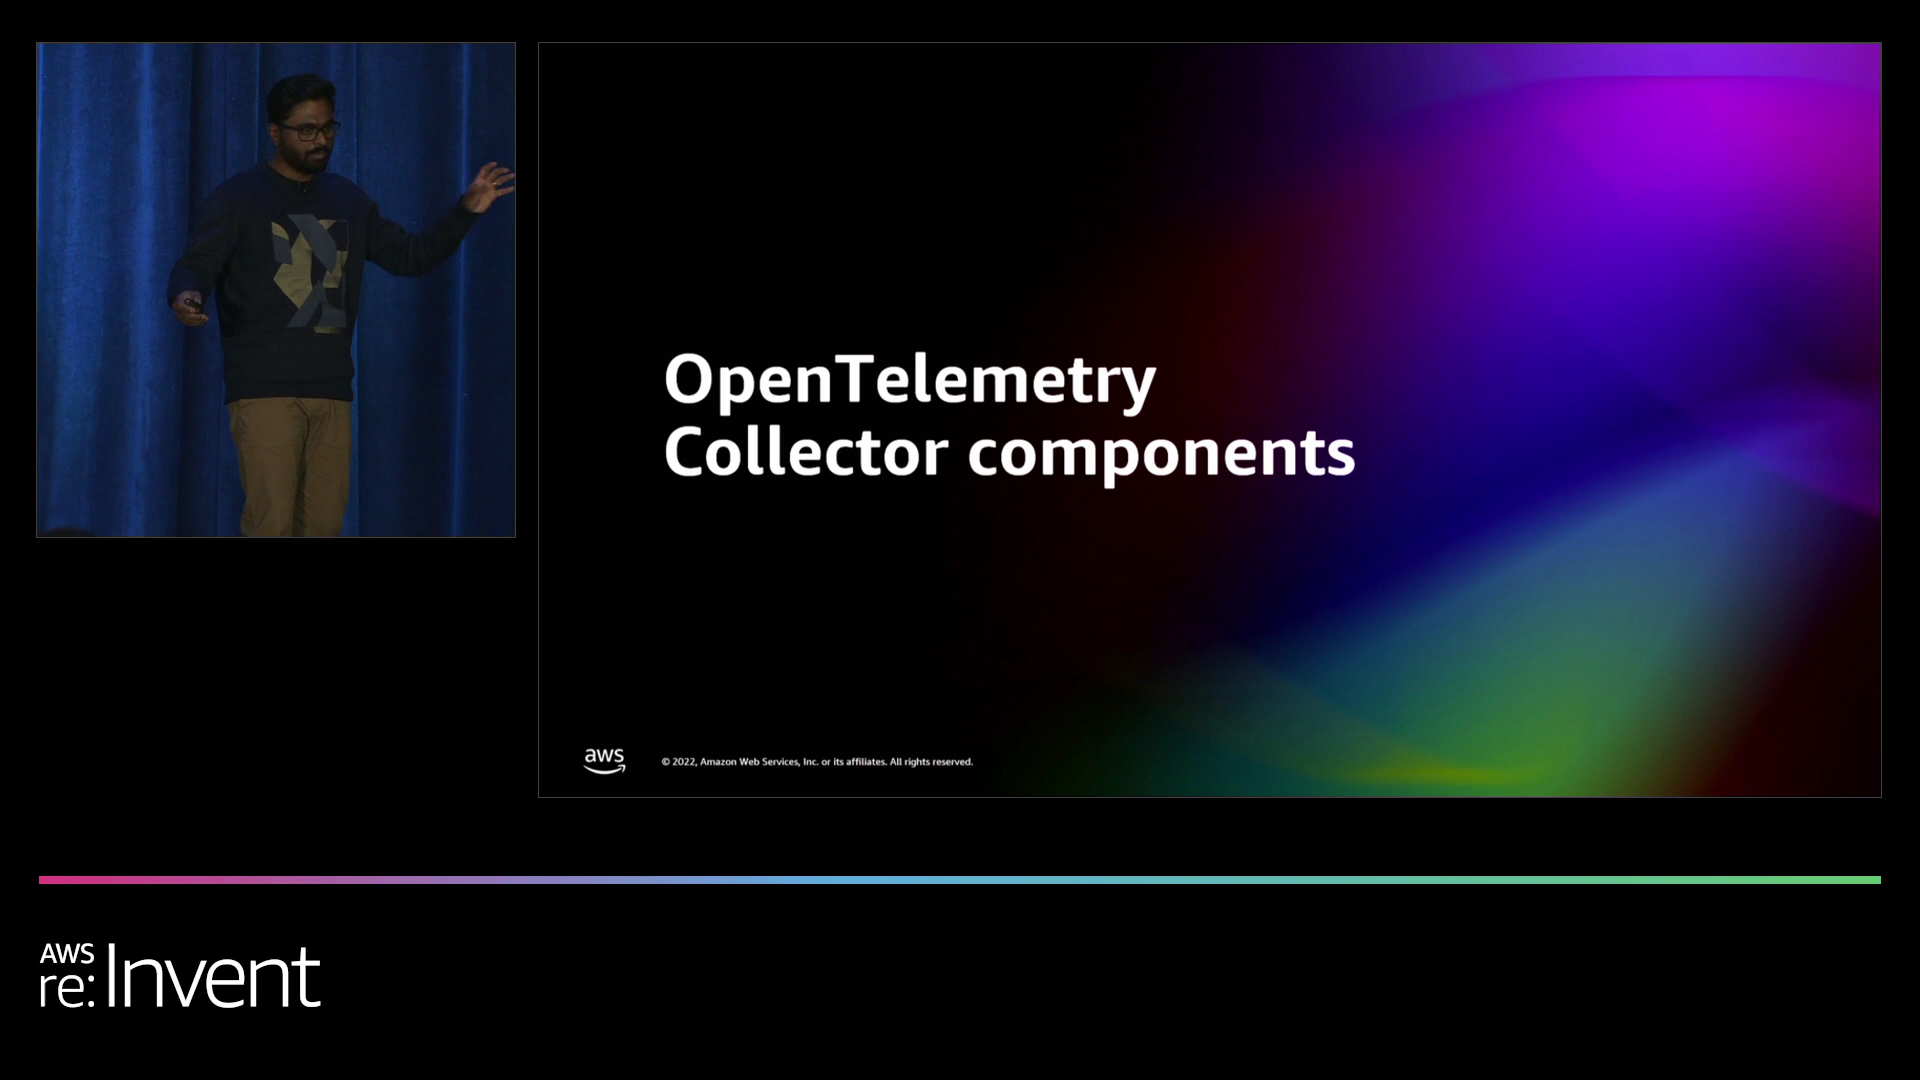 OpenTelemetry
Collector components
aws
© 2022, Amazon Web Services, Inc. or its affiliates. All rights reserved.
AWS
re:Invent